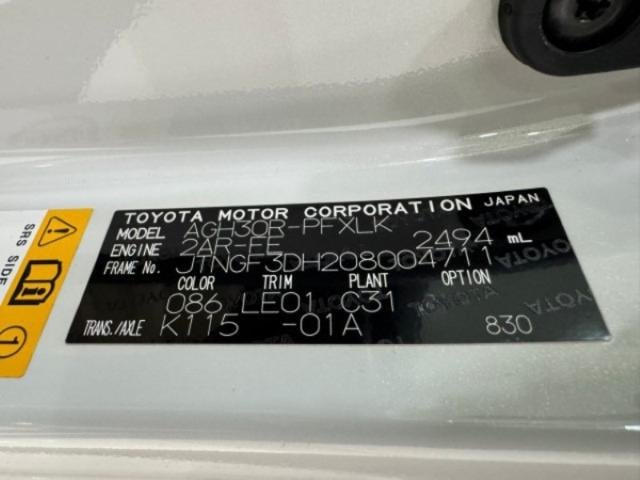 TOYOTA MOTOR CORPORATION JAPAN
MODEL AGH30R-PFXLK
ENGINE 2AR-FE 2494 mL
FRAME No. JTNGF3DH208004711
COLOR TRIM PLANT OPTION
086 LE01 C31
TRANS./AXLE K115 -01A 830
SRS SIDE
1